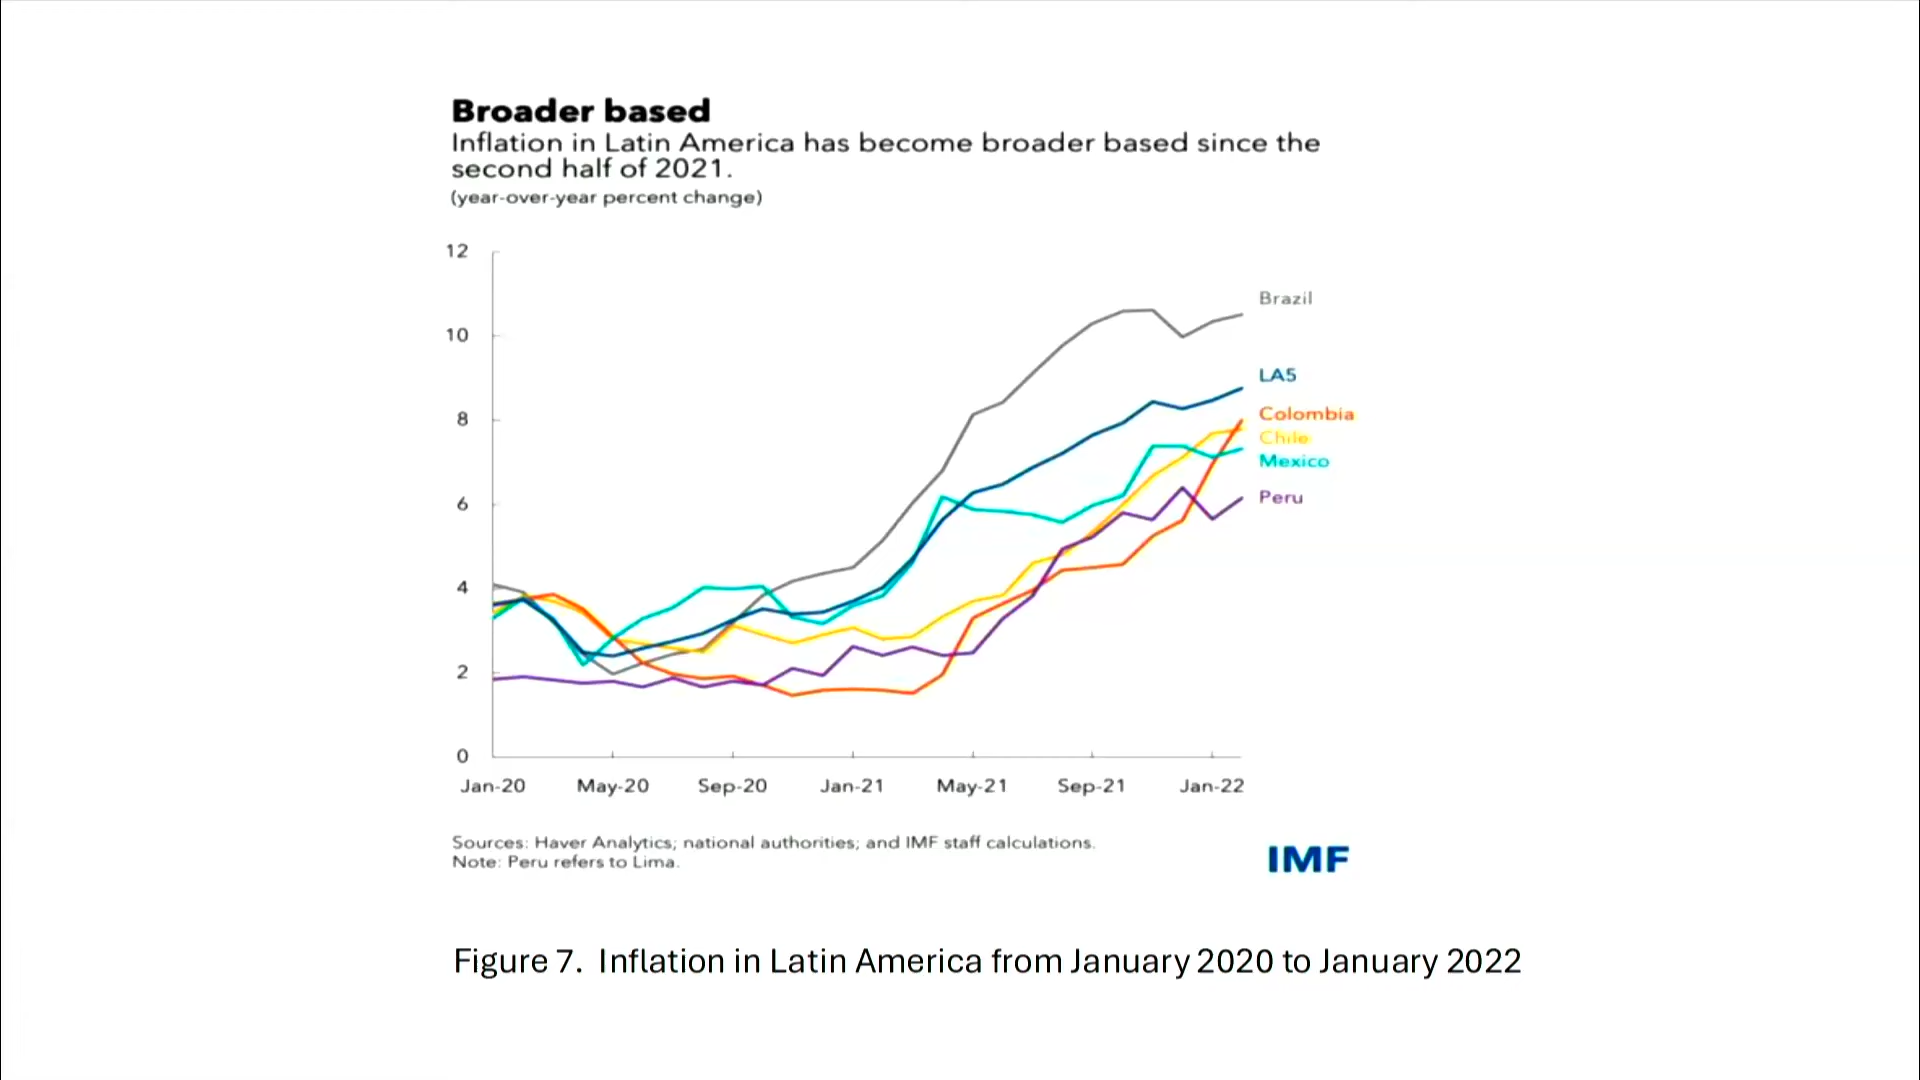 Broader based
Inflation in Latin America has become broader based since the
second half of 2021.
(year-over-year percent change)
12
10
8
6
4
2
0
Brazil
LA5
Colombia
Chile
Mexico
Peru
Jan-20 May-20 Sep-20 Jan-21 May-21 Sep-21 Jan-22
Sources: Haver Analytics; national authorities; and IMF staff calculations.
Note: Peru refers to Lima.
IMF
Figure 7. Inflation in Latin America from January 2020 to January 2022